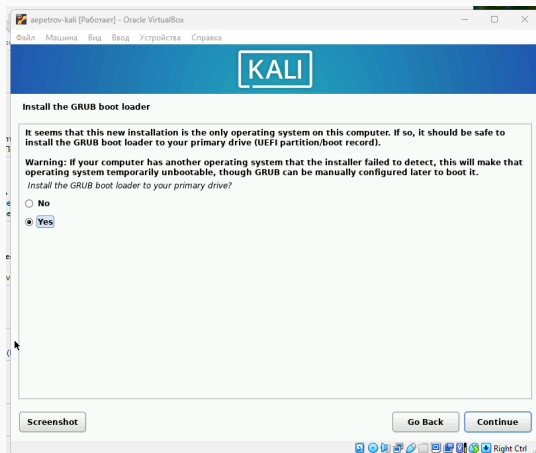 aepetrov-kali [Работает] - Oracle VirtualBox
Файл Машина Вид Ввод Устройства Справка
KALI
Install the GRUB boot loader
It seems that this new installation is the only operating system on this computer. If so, it should be safe to
install the GRUB boot loader to your primary drive (UEFI partition/boot record).
Warning: If your computer has another operating system that the installer failed to detect, this will make that
operating system temporarily unbootable, though GRUB can be manually configured later to boot it.
Install the GRUB boot loader to your primary drive?
No
Yes
Screenshot Go Back Continue
Right Ctrl